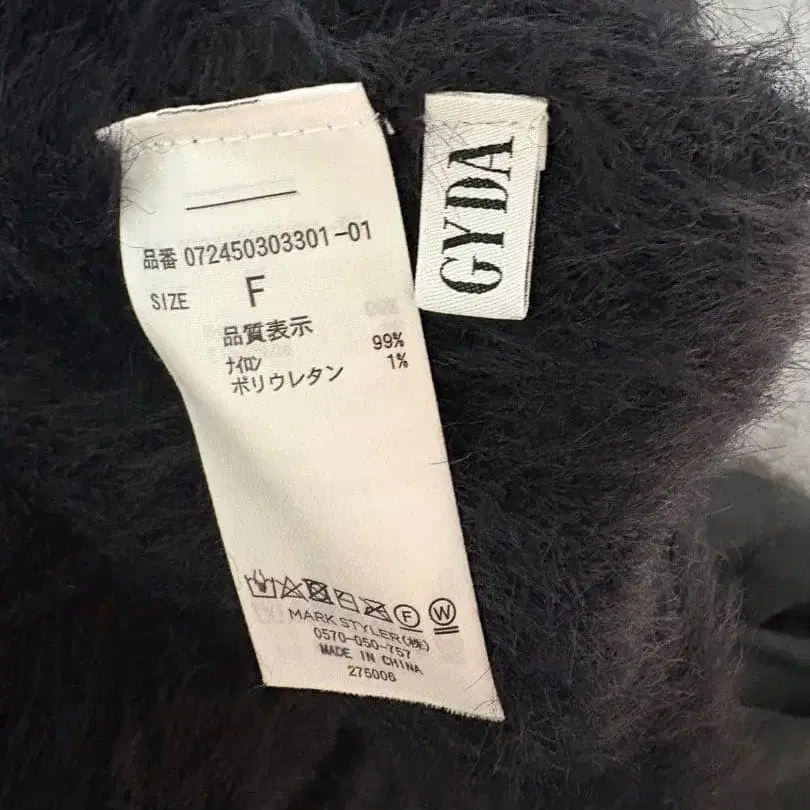 GYDA
品番 072450303301-01
SIZE F
品質表示
ナイロン 99%
ポリウレタン 1%
F W
MARK STYLER(株)
0570-050-757
MADE IN CHINA
275006